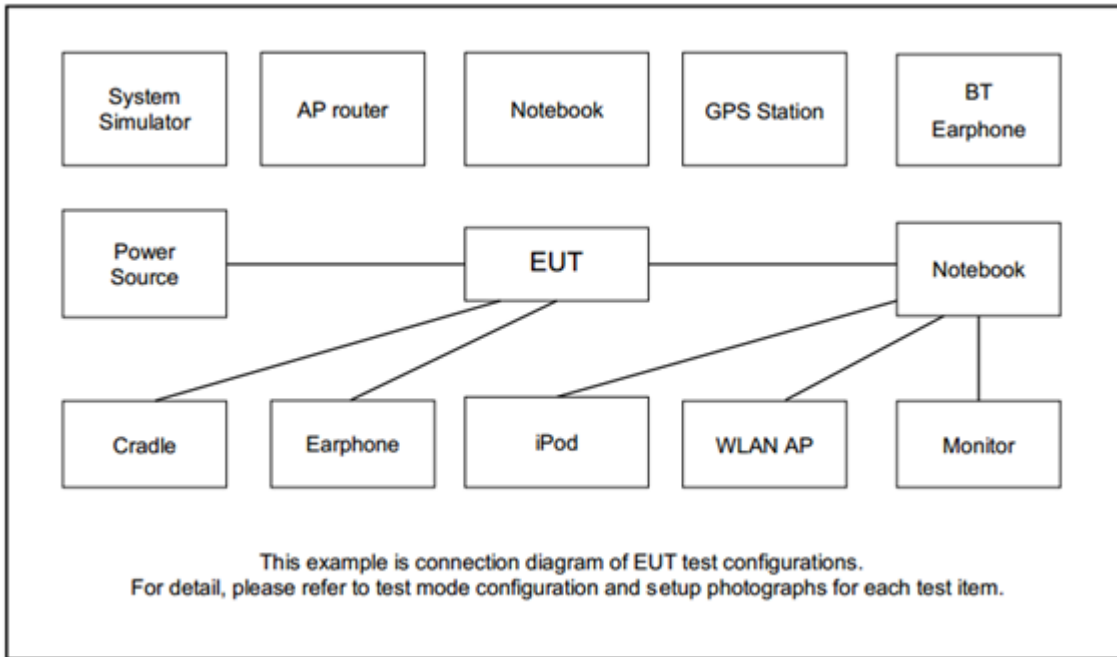 System
Simulator
AP router
Notebook
GPS Station
BT
Earphone
Power
Source
EUT
Notebook
Cradle
Earphone
iPod
WLAN AP
Monitor
This example is connection diagram of EUT test configurations.
For detail, please refer to test mode configuration and setup photographs for each test item.